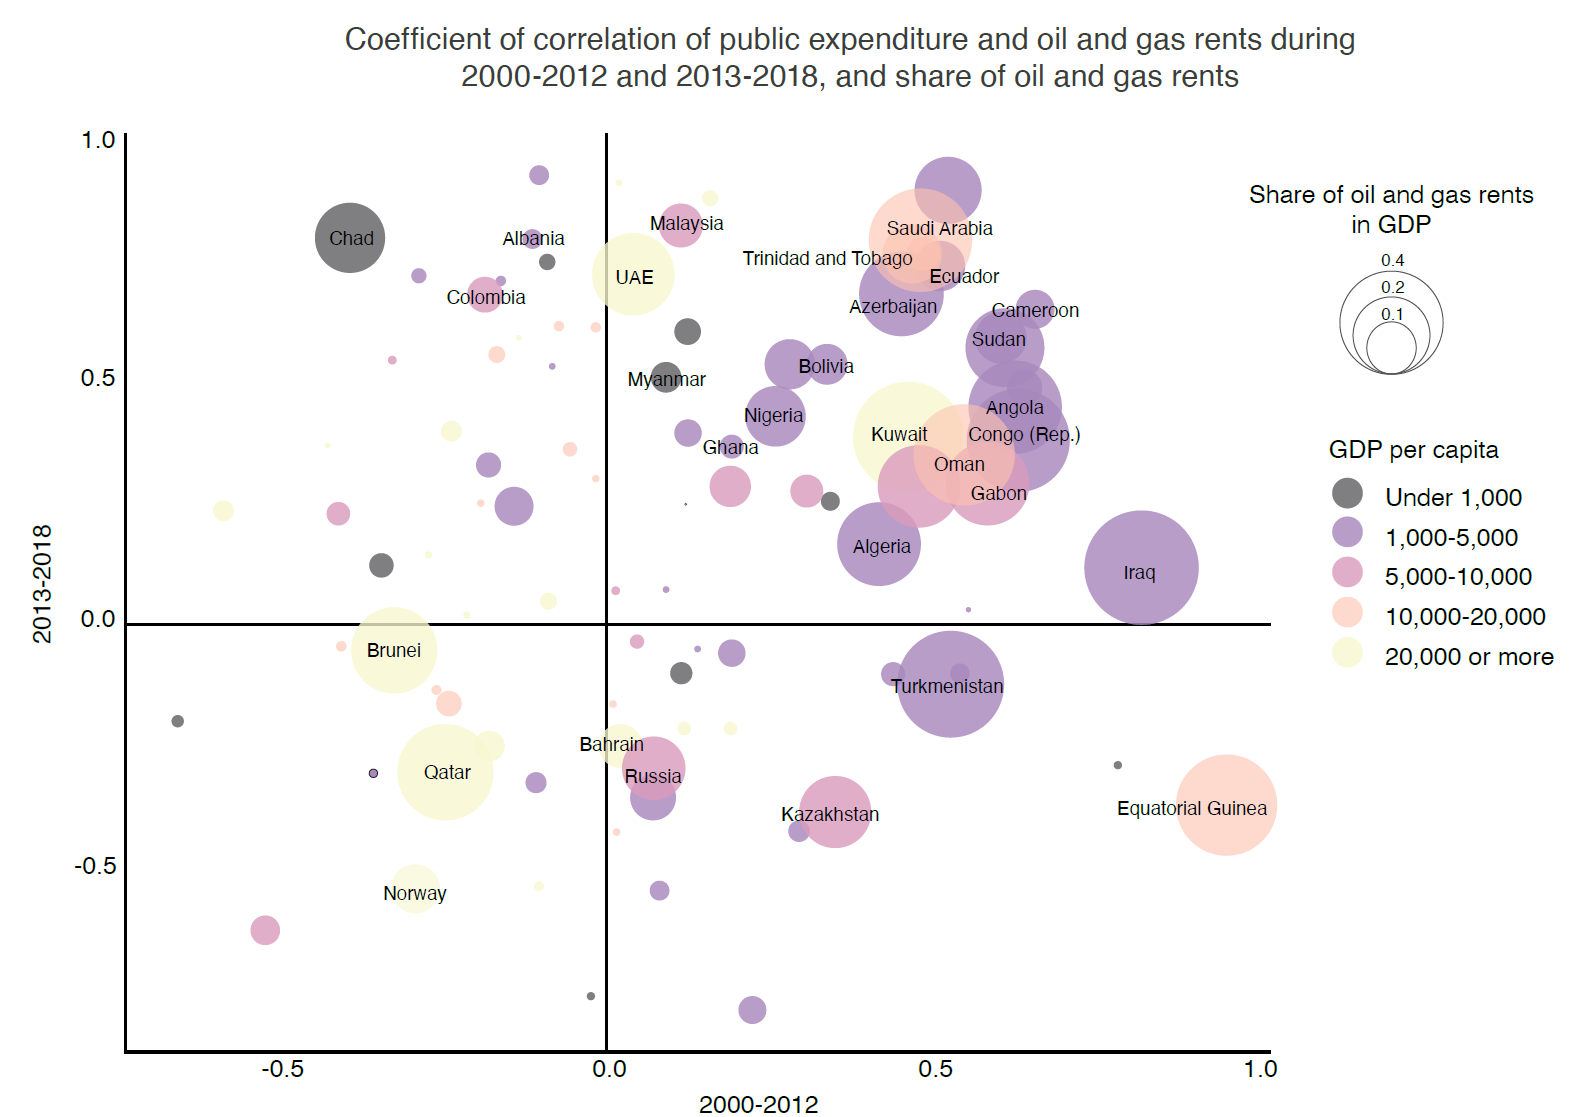 Coefficient of correlation of public expenditure and oil and gas rents during
2000-2012 and 2013-2018, and share of oil and gas rents
1.0
0.5
0.0
-0.5
2013-2018
-0.5
0.0
0.5
1.0
2000-2012
Chad
Albania
Colombia
Malaysia
UAE
Saudi Arabia
Trinidad and Tobago
Ecuador
Azerbaijan
Cameroon
Sudan
Myanmar
Bolivia
Nigeria
Ghana
Angola
Kuwait
Congo (Rep.)
Oman
Gabon
Algeria
Iraq
Brunei
Turkmenistan
Bahrain
Qatar
Russia
Kazakhstan
Equatorial Guinea
Norway
Share of oil and gas rents
in GDP
0.4
0.2
0.1
GDP per capita
Under 1,000
1,000-5,000
5,000-10,000
10,000-20,000
20,000 or more